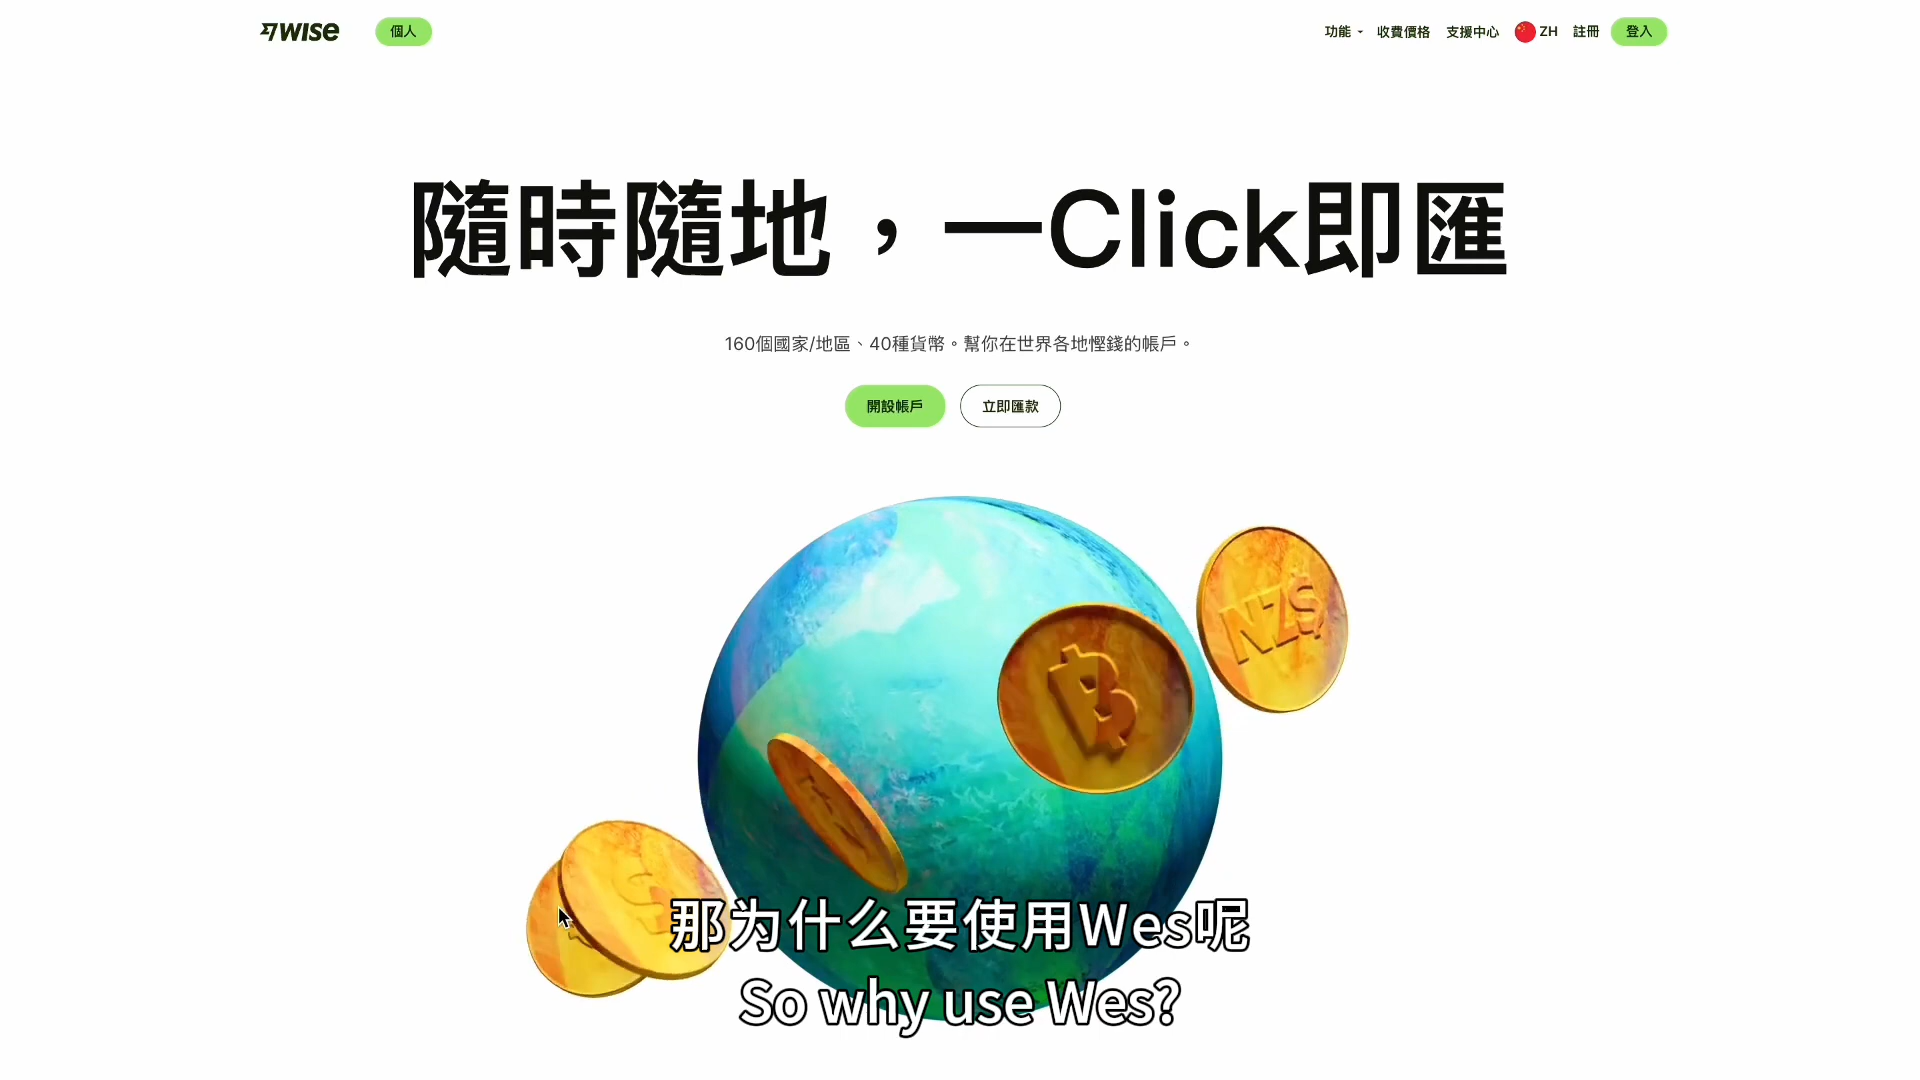 WISE
個人
功能
收費價格
支援中心
ZH
註冊
登入
隨時隨地，一Click即匯
160個國家/地區、40種貨幣。幫你在世界各地慳錢的帳戶。
開設帳戶
立即匯款
NZ$
那为什么要使用Wes呢
So why use Wes?